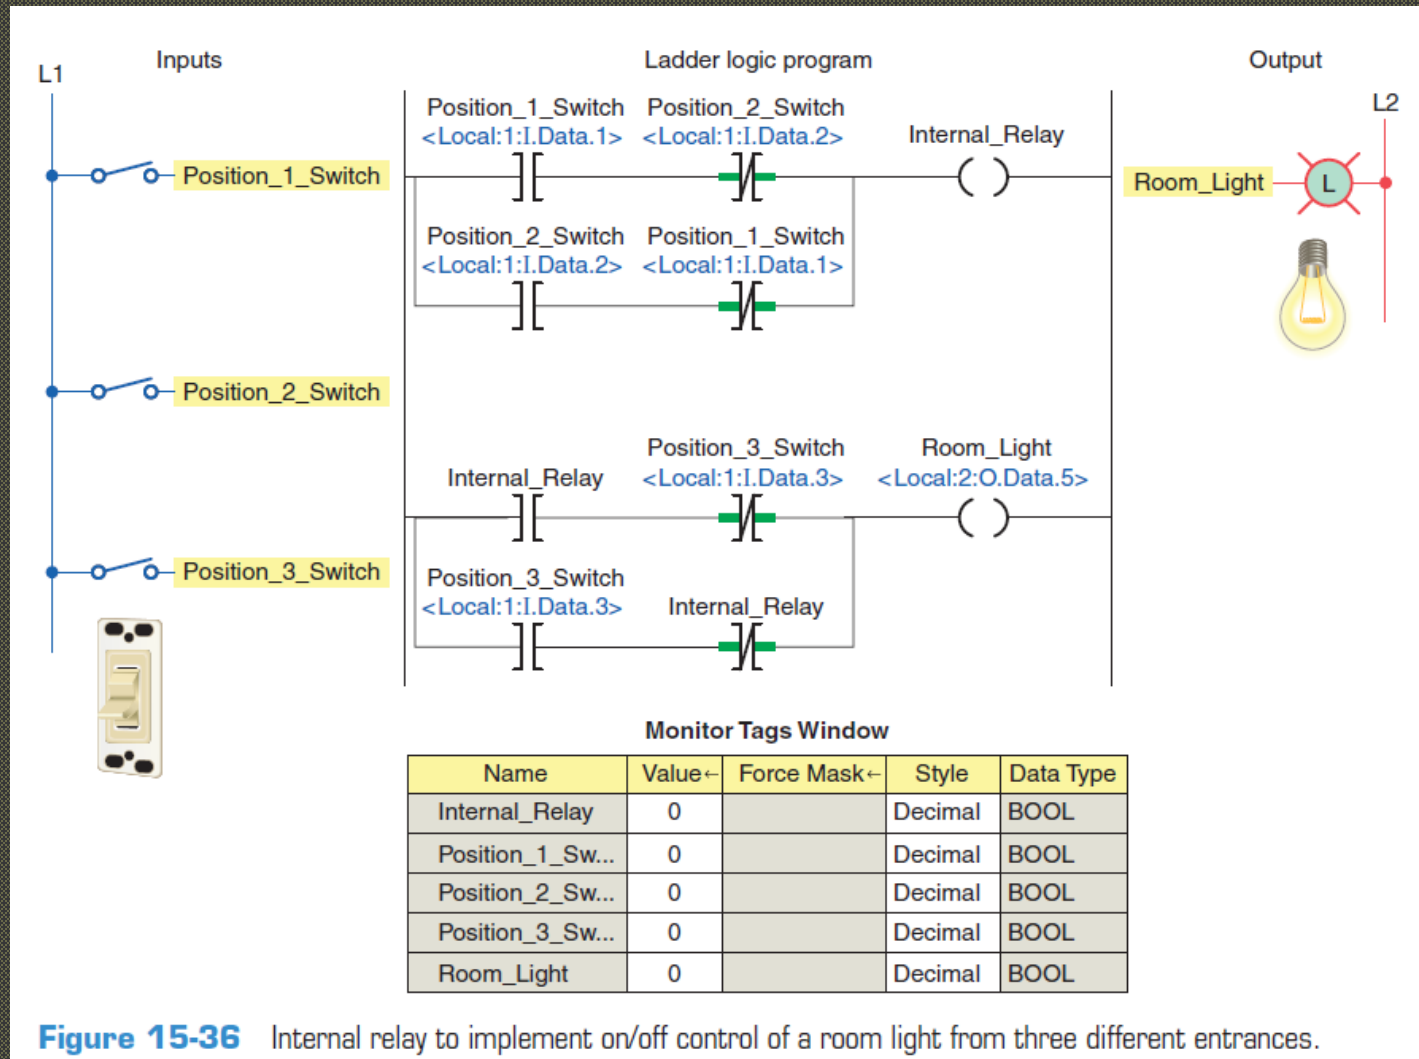 Inputs
Ladder logic program
Output
L1
L2
Position_1_Switch
<Local:1:I.Data.1>
Position_2_Switch
<Local:1:I.Data.2>
Internal_Relay
Position_1_Switch
Room_Light
L
Position_2_Switch
<Local:1:I.Data.2>
Position_1_Switch
<Local:1:I.Data.1>
Position_2_Switch
Internal_Relay
Position_3_Switch
<Local:1:I.Data.3>
Room_Light
<Local:2:O.Data.5>
Position_3_Switch
Position_3_Switch
<Local:1:I.Data.3>
Internal_Relay
Monitor Tags Window
Name Value← Force Mask← Style Data Type
Internal_Relay 0 Decimal BOOL
Position_1_Sw... 0 Decimal BOOL
Position_2_Sw... 0 Decimal BOOL
Position_3_Sw... 0 Decimal BOOL
Room_Light 0 Decimal BOOL
Figure 15-36 Internal relay to implement on/off control of a room light from three different entrances.